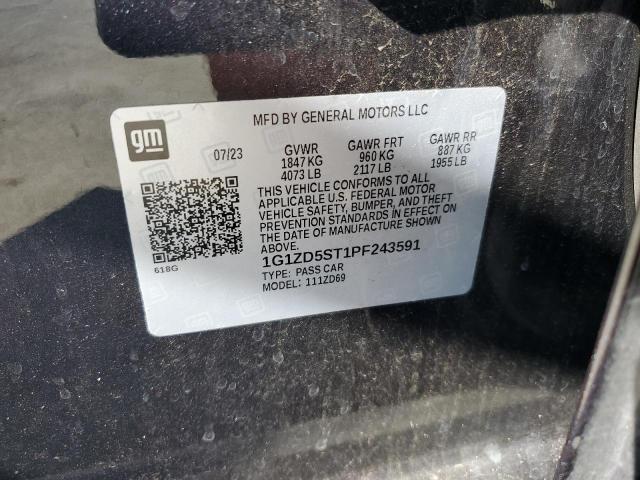 gm
MFD BY GENERAL MOTORS LLC
07/23 GVWR GAWR FRT GAWR RR
1847 KG 960 KG 887 KG
4073 LB 2117 LB 1955 LB
THIS VEHICLE CONFORMS TO ALL
APPLICABLE U.S. FEDERAL MOTOR
VEHICLE SAFETY, BUMPER, AND THEFT
PREVENTION STANDARDS IN EFFECT ON
THE DATE OF MANUFACTURE SHOWN
ABOVE.
618G
1G1ZD5ST1PF243591
TYPE: PASS CAR
MODEL: 111ZD69